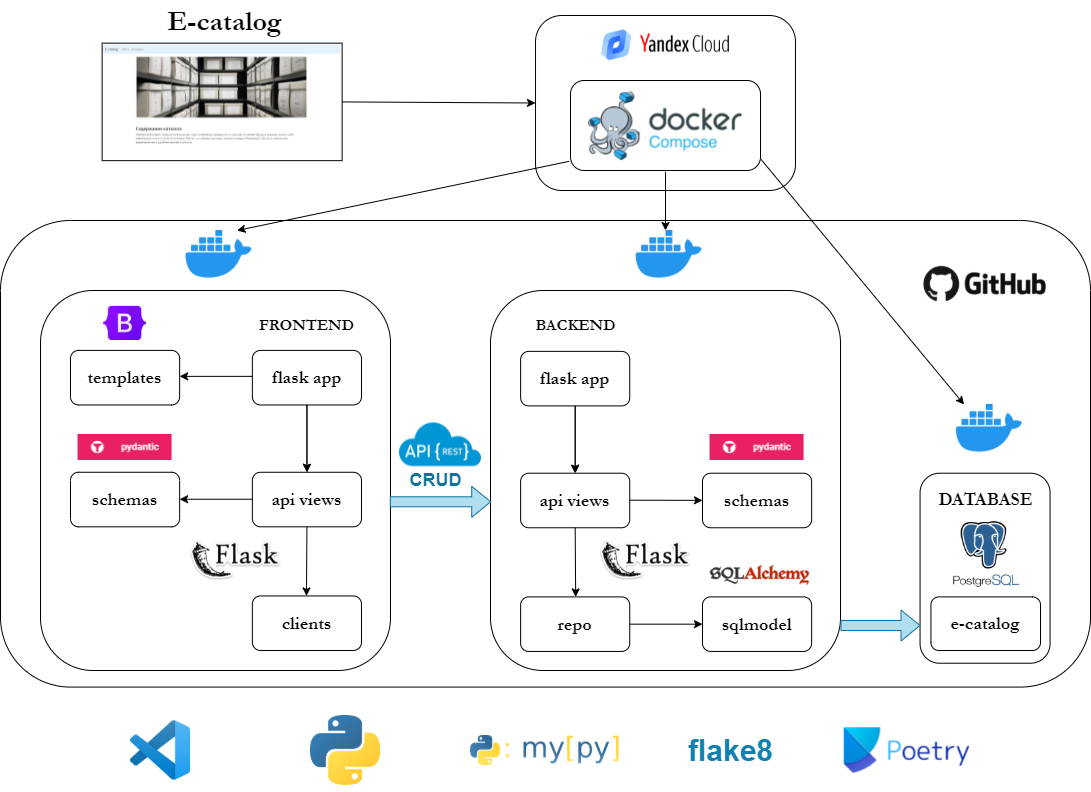 E-catalog
Yandex Cloud
Содержание каталога
docker
Compose
GitHub
B
FRONTEND
BACKEND
templates
flask app
flask app
pydantic
API {REST}
CRUD
pydantic
schemas
api views
api views
schemas
DATABASE
Flask
Flask
SQLAlchemy
PostgreSQL
clients
repo
sqlmodel
e-catalog
: my[py]
flake8
Poetry